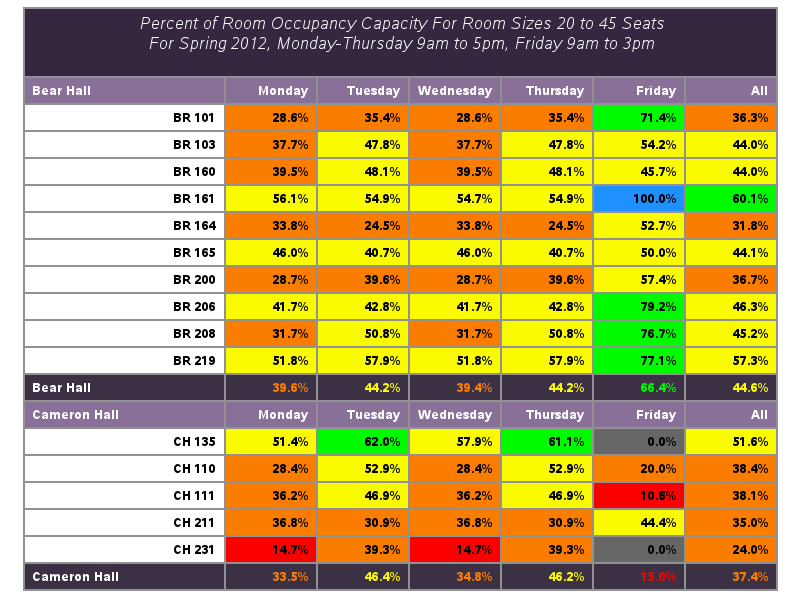 Percent of Room Occupancy Capacity For Room Sizes 20 to 45 Seats
For Spring 2012, Monday-Thursday 9am to 5pm, Friday 9am to 3pm
Bear Hall Monday Tuesday Wednesday Thursday Friday All
BR 101 28.6% 35.4% 28.6% 35.4% 71.4% 36.3%
BR 103 37.7% 47.8% 37.7% 47.8% 54.2% 44.0%
BR 160 39.5% 48.1% 39.5% 48.1% 45.7% 44.0%
BR 161 56.1% 54.9% 54.7% 54.9% 100.0% 60.1%
BR 164 33.8% 24.5% 33.8% 24.5% 52.7% 31.8%
BR 165 46.0% 40.7% 46.0% 40.7% 50.0% 44.1%
BR 200 28.7% 39.6% 28.7% 39.6% 57.4% 36.7%
BR 206 41.7% 42.8% 41.7% 42.8% 79.2% 46.3%
BR 208 31.7% 50.8% 31.7% 50.8% 76.7% 45.2%
BR 219 51.8% 57.9% 51.8% 57.9% 77.1% 57.3%
Bear Hall 39.6% 44.2% 39.4% 44.2% 66.4% 44.6%
Cameron Hall Monday Tuesday Wednesday Thursday Friday All
CH 135 51.4% 62.0% 57.9% 61.1% 0.0% 51.6%
CH 110 28.4% 52.9% 28.4% 52.9% 20.0% 38.4%
CH 111 36.2% 46.9% 36.2% 46.9% 10.6% 38.1%
CH 211 36.8% 30.9% 36.8% 30.9% 44.4% 35.0%
CH 231 14.7% 39.3% 14.7% 39.3% 0.0% 24.0%
Cameron Hall 33.5% 46.4% 34.8% 46.2% 15.0% 37.4%